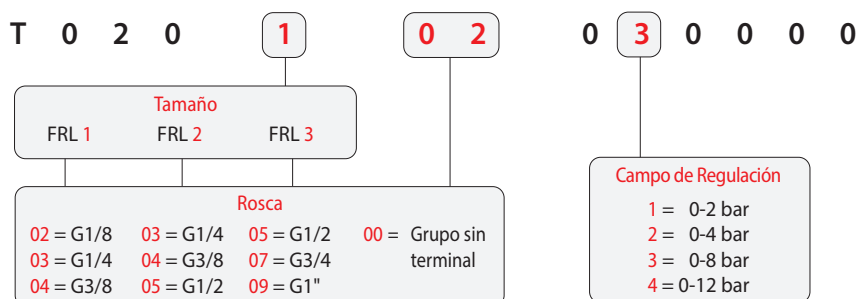 T 0 2 0 1 0 2 0 3 0 0 0 0
Tamaño
FRL 1 FRL 2 FRL 3
Rosca
02 = G1/8 03 = G1/4 05 = G1/2 00 = Grupo sin
03 = G1/4 04 = G3/8 07 = G3/4 terminal
04 = G3/8 05 = G1/2 09 = G1"
Campo de Regulación
1 = 0-2 bar
2 = 0-4 bar
3 = 0-8 bar
4 = 0-12 bar